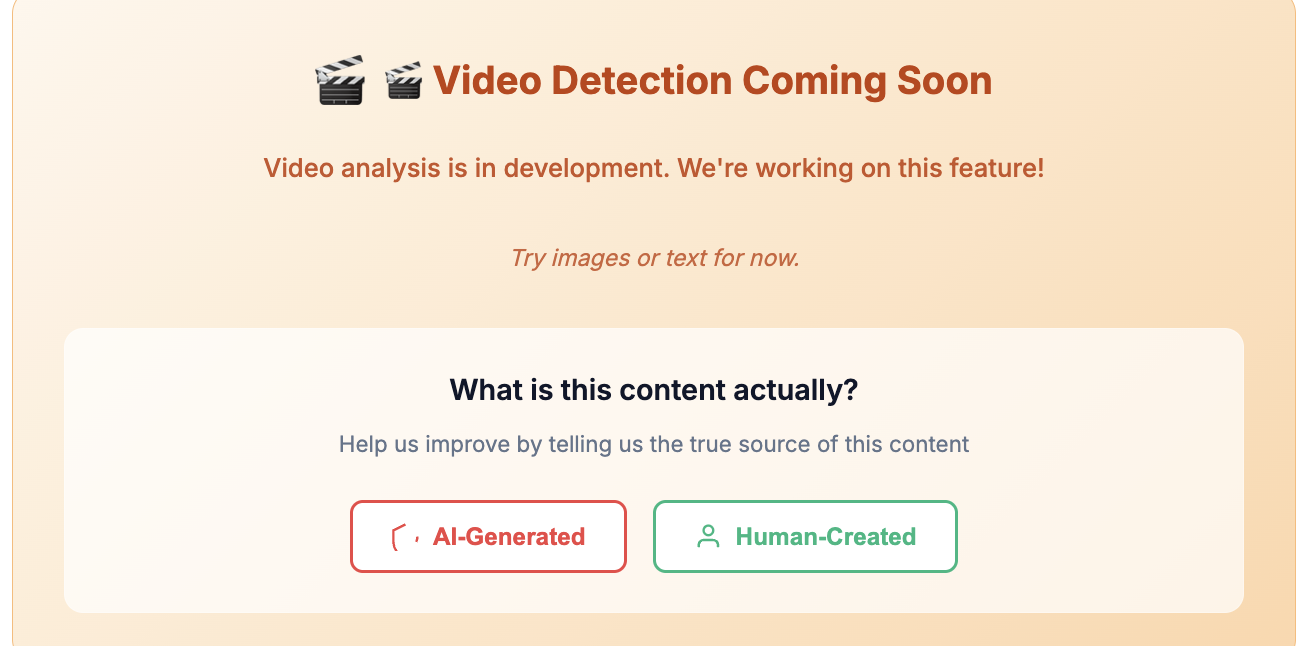 🎬 🎬 Video Detection Coming Soon
Video analysis is in development. We're working on this feature!
Try images or text for now.
What is this content actually?
Help us improve by telling us the true source of this content
AI-Generated
Human-Created